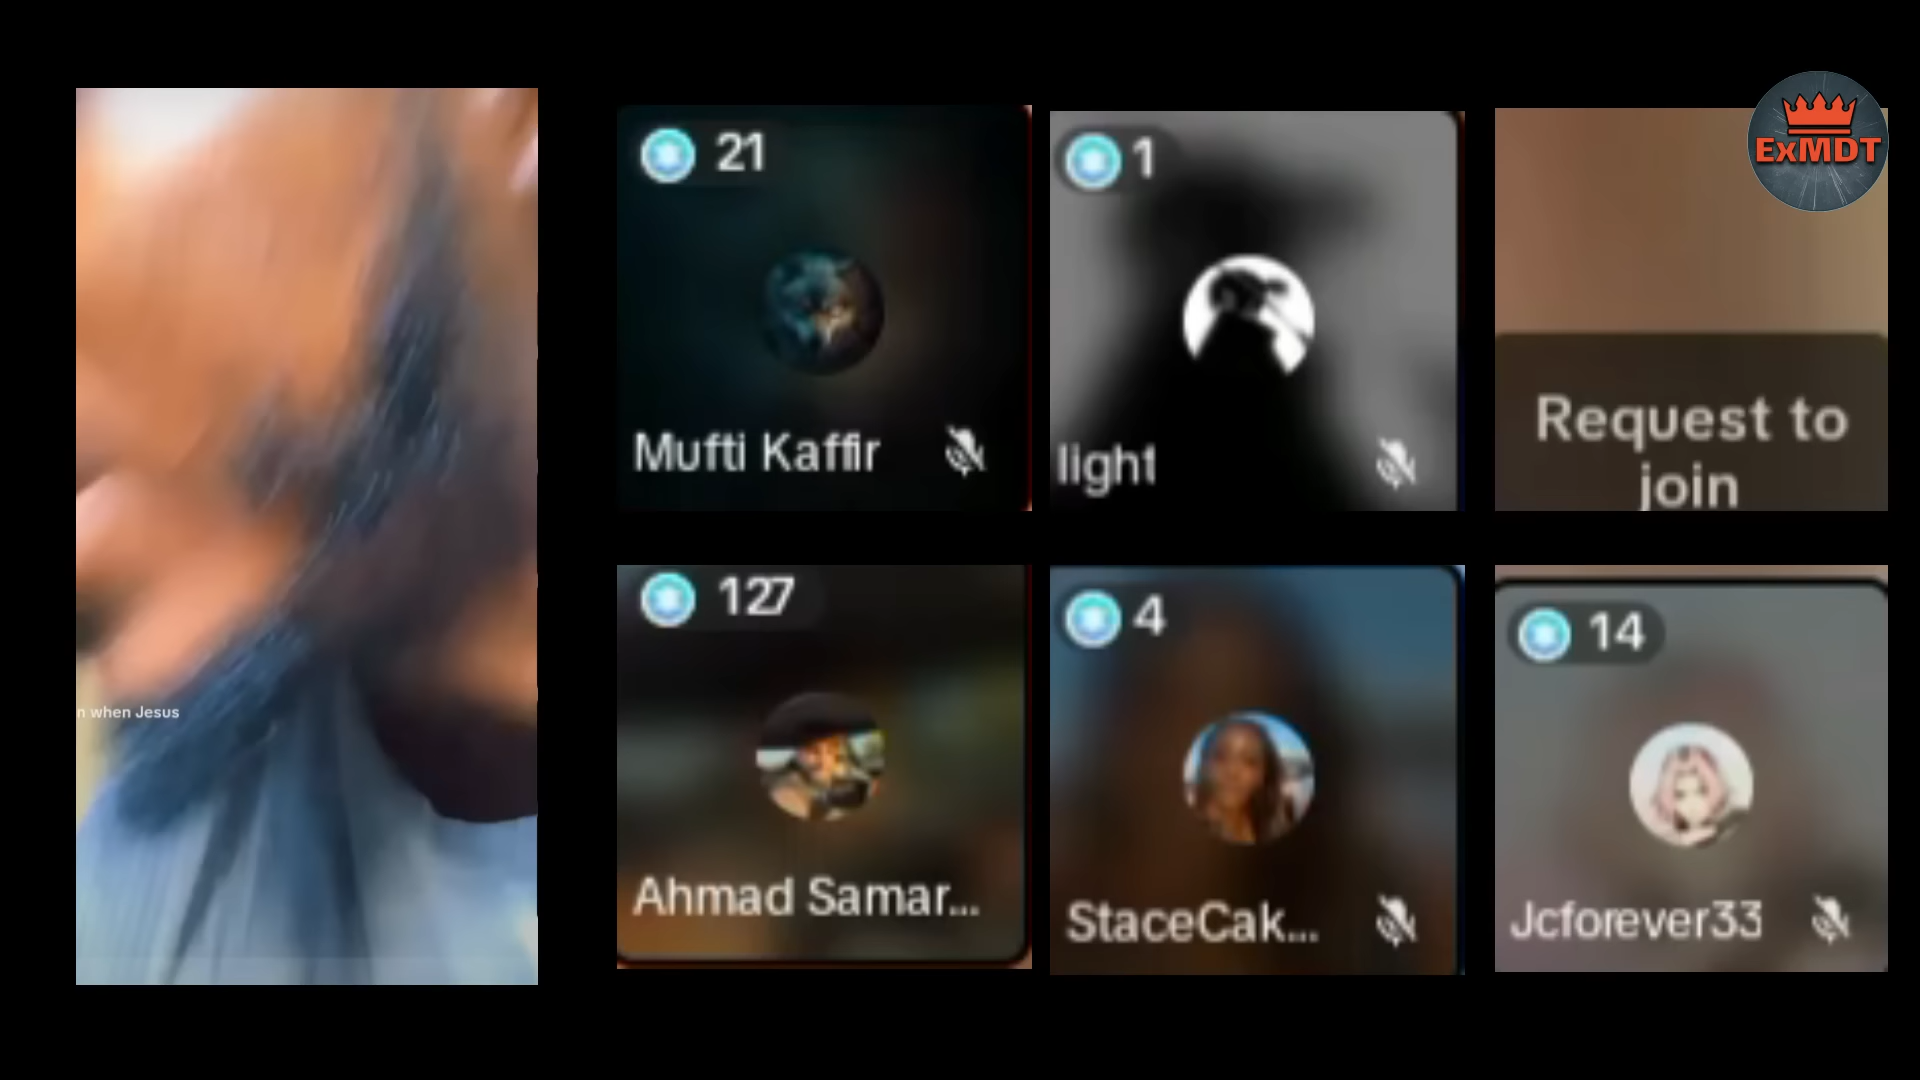 n when Jesus
21
Mufti Kaffir
1
light
Request to
join
ExMDT
127
Ahmad Samar...
4
StaceCak...
14
Jcforever33